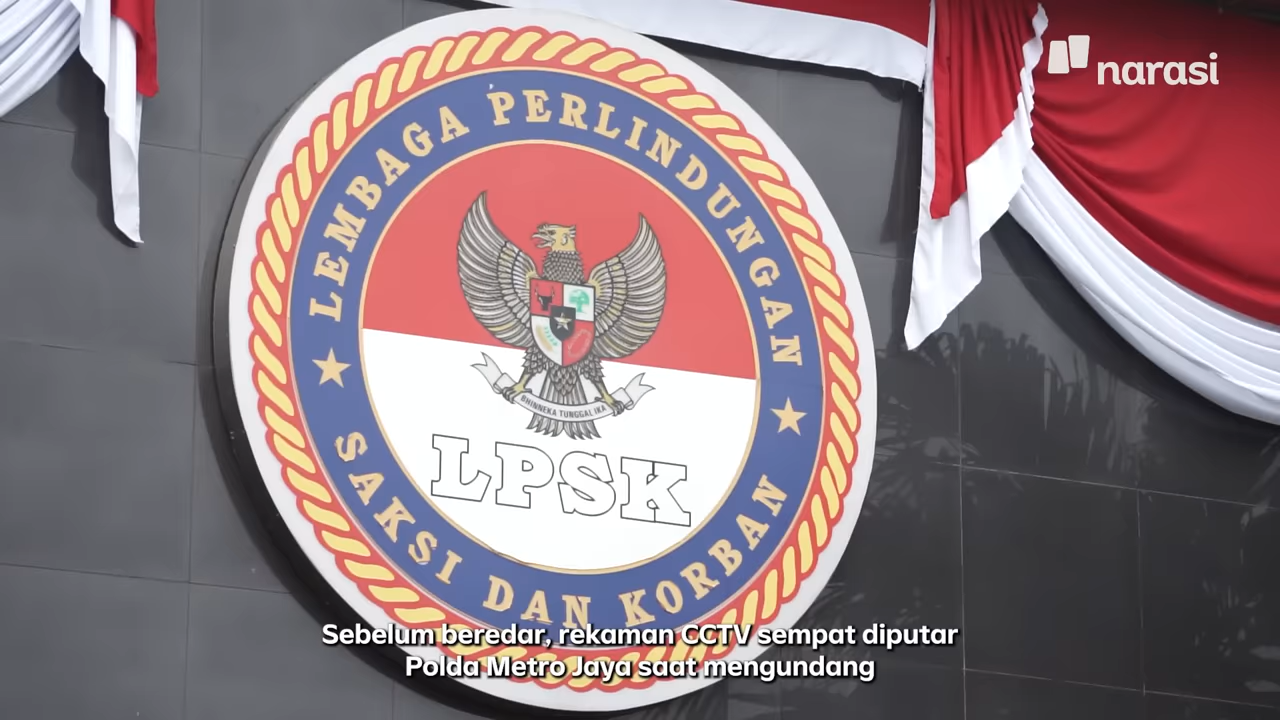 narasi
LEMBAGA PERLINDUNGAN
BHINNEKA TUNGGAL IKA
LPSK
SAKSI DAN KORBAN
Sebelum beredar, rekaman CCTV sempat diputar
Polda Metro Jaya saat mengundang